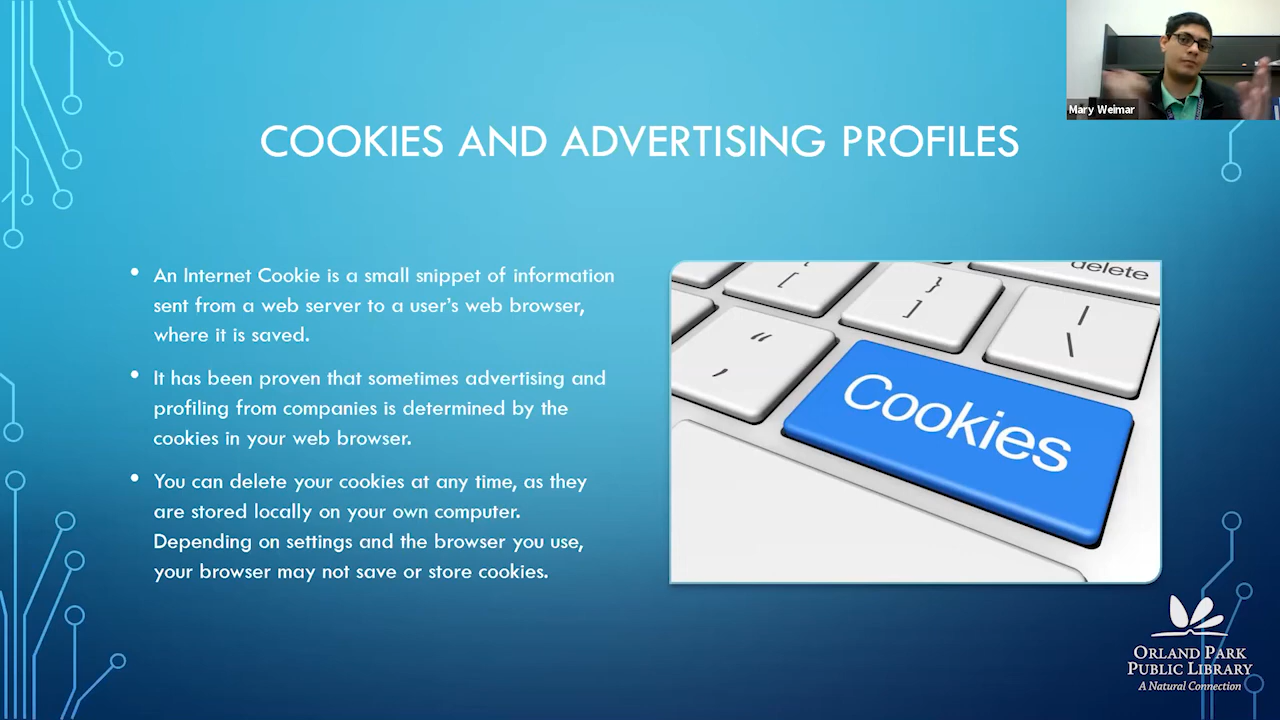 Mary Weimar
COOKIES AND ADVERTISING PROFILES
• An Internet Cookie is a small snippet of information
sent from a web server to a user's web browser,
where it is saved.
• It has been proven that sometimes advertising and
profiling from companies is determined by the
cookies in your web browser.
• You can delete your cookies at any time, as they
are stored locally on your own computer.
Depending on settings and the browser you use,
your browser may not save or store cookies.
delete
[
}
]
|
\
“
,
Cookies
ORLAND PARK
PUBLIC LIBRARY
A Natural Connection